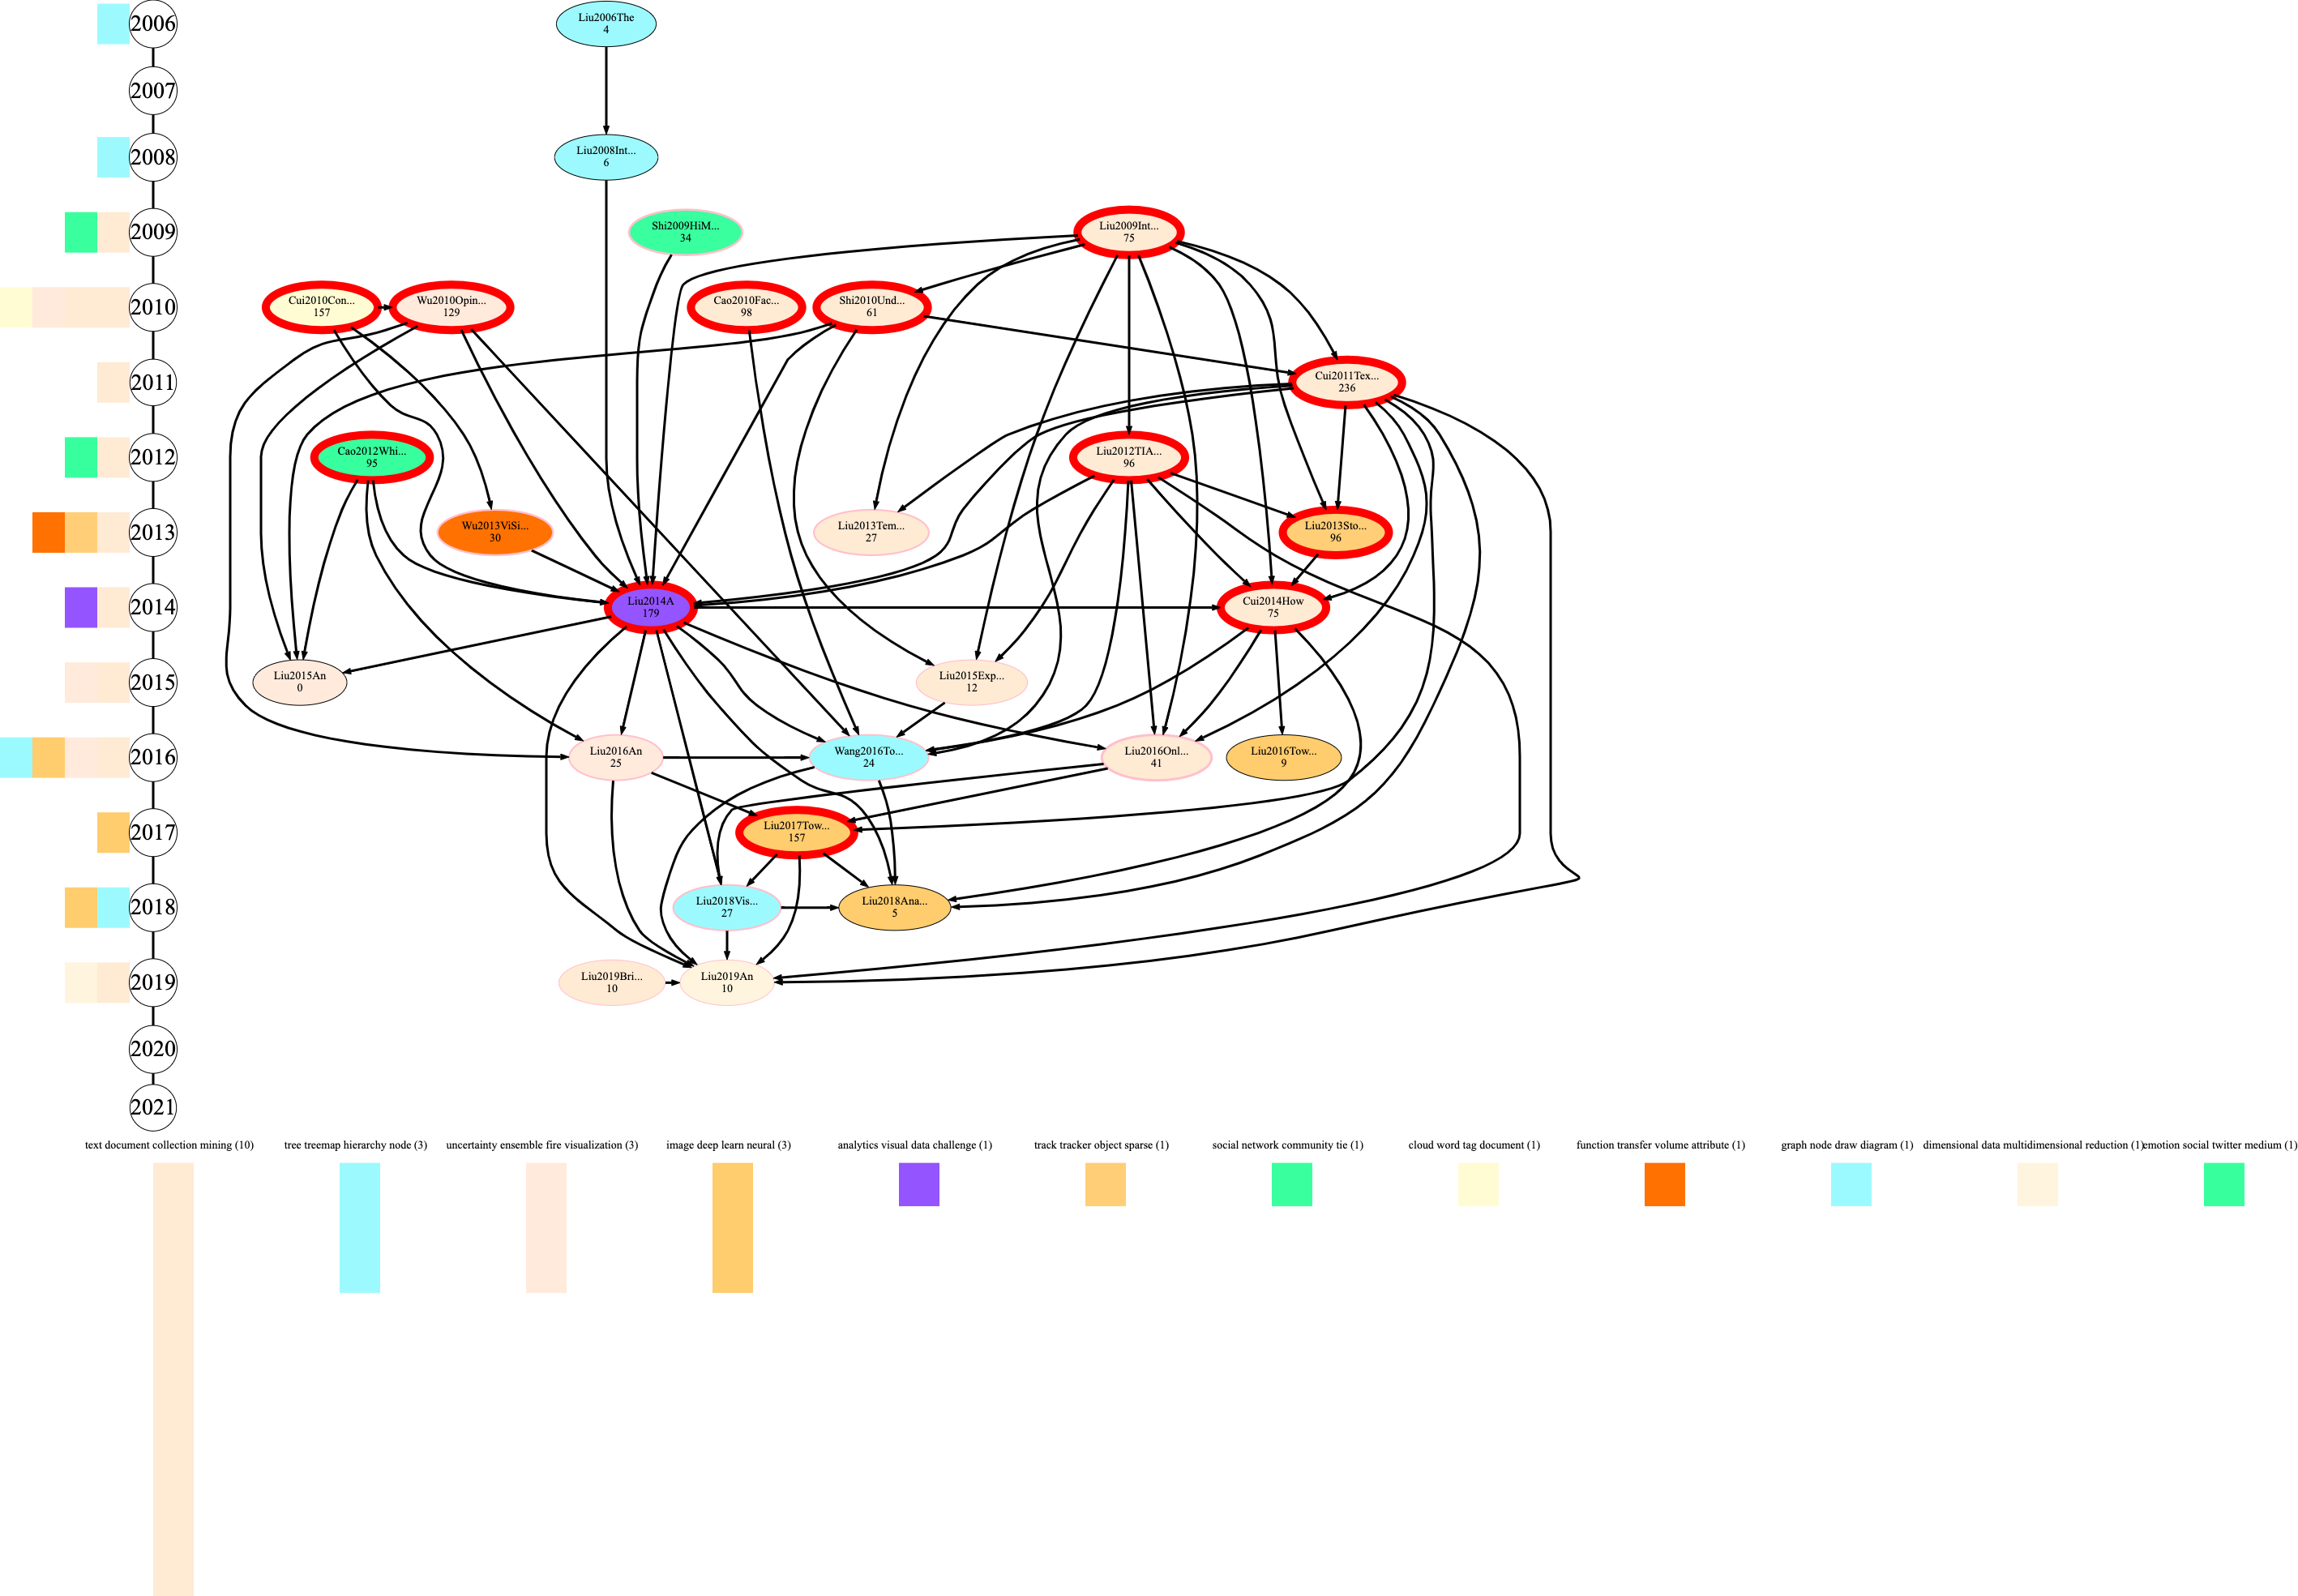 2006
Liu2006The
4
2007
2008
Liu2008Int...
6
2009
Shi2009HiM...
34
Liu2009Int...
75
2010
Cui2010Con...
157
Wu2010Opin...
129
Cao2010Fac...
98
Shi2010Und...
61
2011
Cui2011Tex...
236
2012
Cao2012Whi...
95
Liu2012TIA...
96
2013
Wu2013ViSi...
30
Liu2013Tem...
27
Liu2013Sto...
96
2014
Liu2014A
179
Cui2014How
75
2015
Liu2015An
0
Liu2015Exp...
12
2016
Liu2016An
25
Wang2016To...
24
Liu2016Onl...
41
Liu2016Tow...
9
2017
Liu2017Tow...
157
2018
Liu2018Vis...
27
Liu2018Ana...
5
2019
Liu2019Bri...
10
Liu2019An
10
2020
2021
text document collection mining (10)
tree treemap hierarchy node (3)
uncertainty ensemble fire visualization (3)
image deep learn neural (3)
analytics visual data challenge (1)
track tracker object sparse (1)
social network community tie (1)
cloud word tag document (1)
function transfer volume attribute (1)
graph node draw diagram (1)
dimensional data multidimensional reduction (1)
emotion social twitter medium (1)